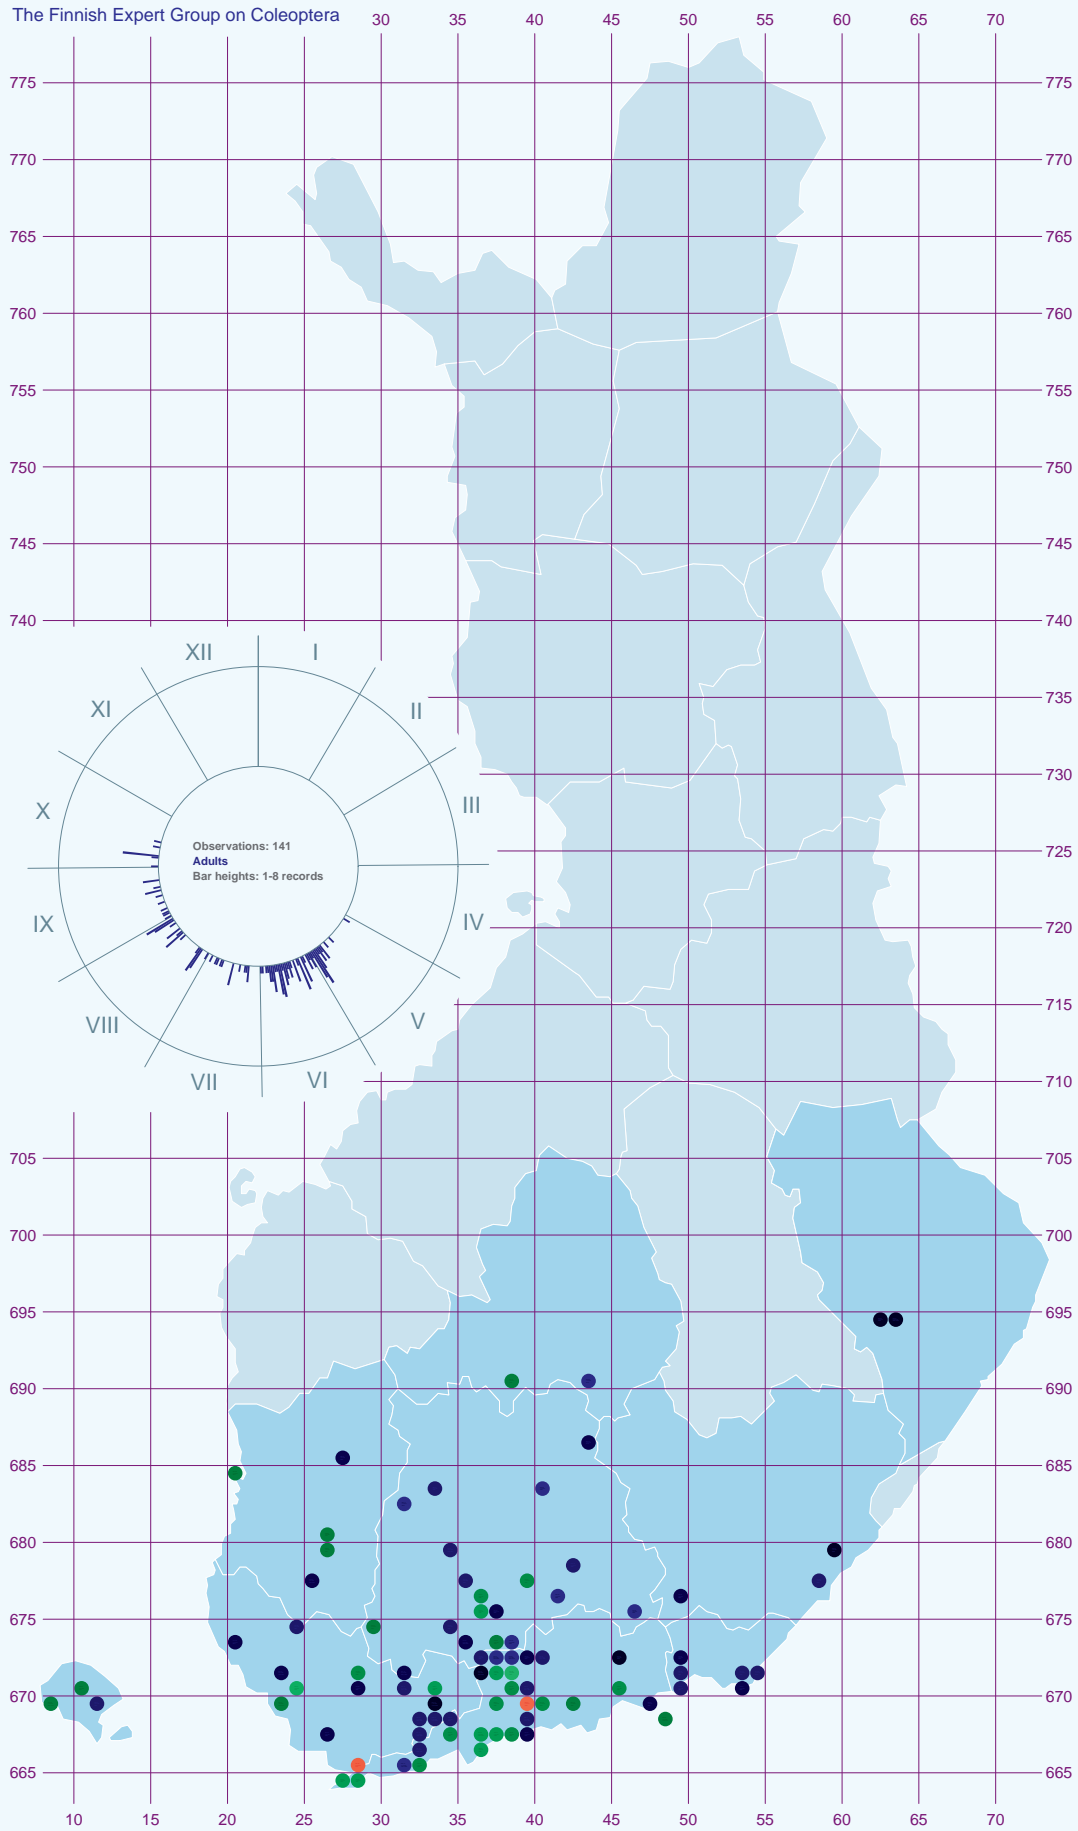 The Finnish Expert Group on Coleoptera
30 35 40 45 50 55 60 65 70
775 775
770 770
765 765
760 760
755 755
750 750
745 745
740 740
XII I
735
XI II
730
X III
Observations: 141
Adults
Bar heights: 1-8 records
725
IX IV
720
VIII V
715
VII VI
710
705 705
700 700
695 695
690 690
685 685
680 680
675 675
670 670
665 665
10 15 20 25 30 35 40 45 50 55 60 65 70